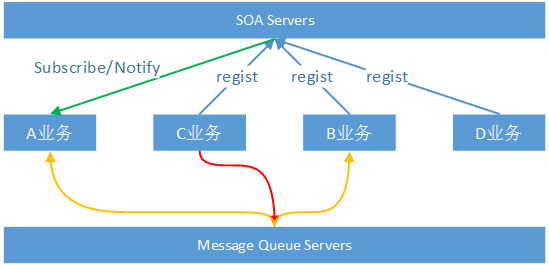 SOA Servers
Subscribe/Notify
regist
regist
regist
A业务
C业务
B业务
D业务
Message Queue Servers